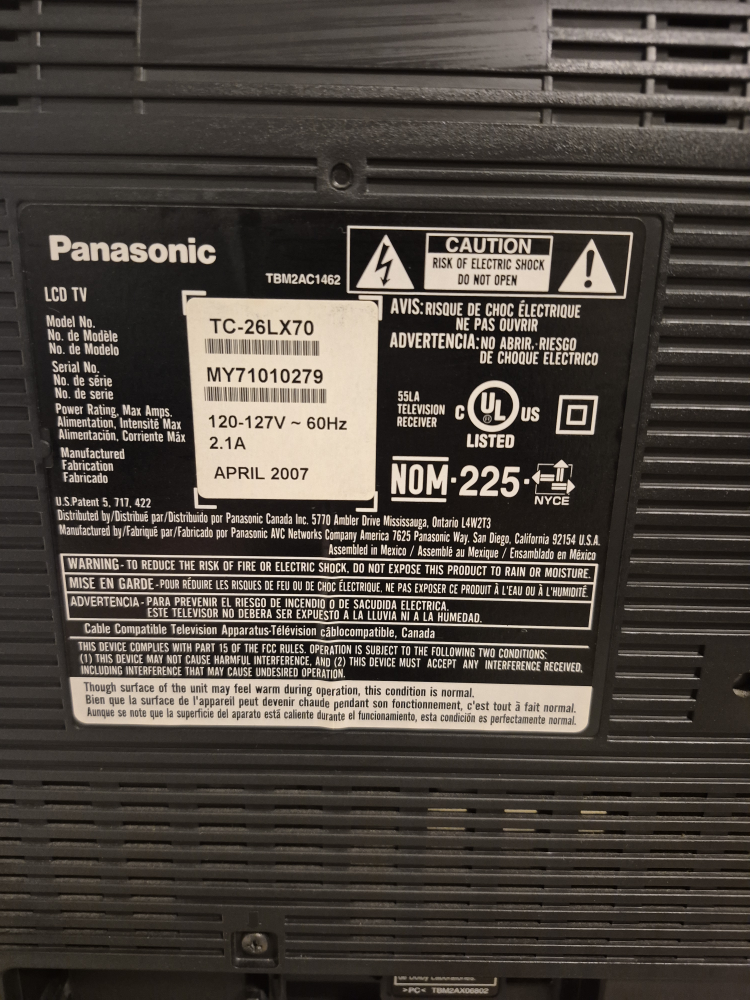 Panasonic
TBM2AC1462
CAUTION
RISK OF ELECTRIC SHOCK
DO NOT OPEN
LCD TV
AVIS: RISQUE DE CHOC ÉLECTRIQUE
NE PAS OUVRIR
ADVERTENCIA: NO ABRIR, RIESGO
DE CHOQUE ELECTRICO
Model No.
No. de Modèle
No. de Modelo
TC-26LX70
Serial No.
No. de série
No. de serie
MY71010279
Power Rating, Max Amps.
Alimentation, Intensité Max
Alimentación, Corriente Máx
120-127V ~ 60Hz
2.1A
Manufactured
Fabrication
Fabricado
APRIL 2007
55LA
TELEVISION
RECEIVER
C UL US
®
LISTED
NOM-225-
NYCE
U.S.Patent 5, 717, 422
Distributed by/Distribué par/Distribuido por Panasonic Canada Inc. 5770 Ambler Drive Mississauga, Ontario L4W2T3
Manufactured by/Fabriqué par/Fabricado por Panasonic AVC Networks Company America 7625 Panasonic Way. San Diego, California 92154 U.S.A.
Assembled in Mexico / Assemblé au Mexique / Ensamblado en México
WARNING - TO REDUCE THE RISK OF FIRE OR ELECTRIC SHOCK, DO NOT EXPOSE THIS PRODUCT TO RAIN OR MOISTURE.
MISE EN GARDE - POUR RÉDUIRE LES RISQUES DE FEU OU DE CHOC ÉLECTRIQUE, NE PAS EXPOSER CE PRODUIT À L'EAU OU À L'HUMIDITÉ.
ADVERTENCIA - PARA PREVENIR EL RIESGO DE INCENDIO O DE SACUDIDA ELECTRICA,
ESTE TELEVISOR NO DEBERA SER EXPUESTO A LA LLUVIA NI A LA HUMEDAD.
Cable Compatible Television Apparatus-Télévision câblocompatible, Canada
THIS DEVICE COMPLIES WITH PART 15 OF THE FCC RULES. OPERATION IS SUBJECT TO THE FOLLOWING TWO CONDITIONS:
(1) THIS DEVICE MAY NOT CAUSE HARMFUL INTERFERENCE, AND (2) THIS DEVICE MUST ACCEPT ANY INTERFERENCE RECEIVED,
INCLUDING INTERFERENCE THAT MAY CAUSE UNDESIRED OPERATION.
Though surface of the unit may feel warm during operation, this condition is normal.
Bien que la surface de l'appareil peut devenir chaude pendant son fonctionnement, c'est tout à fait normal.
Aunque se note que la superficie del aparato está caliente durante el funcionamiento, esta condición es perfectamente normal.
of Dolby Laboratories.
>PC< TBM2AX06802